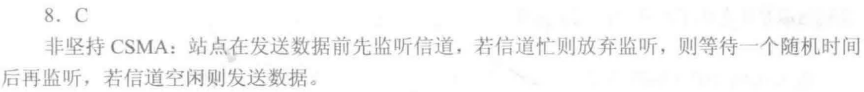 8. C
非坚持 CSMA：站点在发送数据前先监听信道，若信道忙则放弃监听，则等待一个随机时间
后再监听，若信道空闲则发送数据。